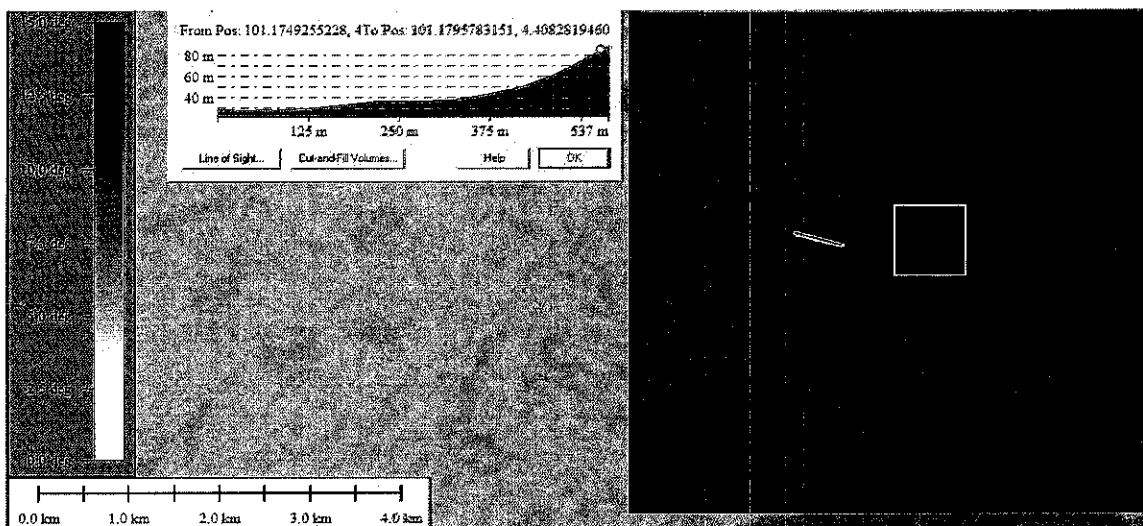 From Pos: 101.1749255228, 4To Pos: 101.1795783151, 4.4082819460
80 m
60 m
40 m
125 m 250 m 375 m 537 m
Line of Sight... Cut-and-Fill Volumes... Help OK
0.0 km 1.0 km 2.0 km 3.0 km 4.0 km